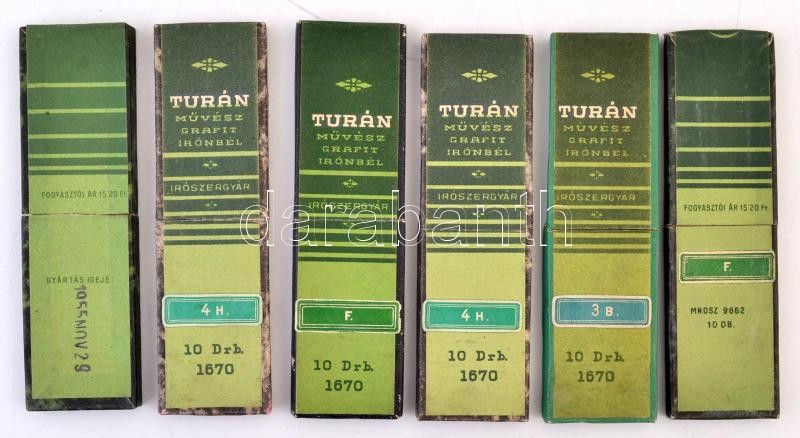 FOGYASZTÓI ÁR 15'20 Ft
GYÁRTÁS IDEJE:
1955 NOV 29
TURÁN
MŰVÉSZ
GRAFIT
IRÓNBÉL
IRÓSZERGYÁR
4 H.
10 Drb.
1670
TURÁN
MŰVÉSZ
GRAFIT
IRÓNBÉL
IRÓSZERGYÁR
F.
10 Drb.
1670
TURÁN
MŰVÉSZ
GRAFIT
IRÓNBÉL
IRÓSZERGYÁR
4 H.
10 Drb.
1670
TURÁN
MŰVÉSZ
GRAFIT
IRÓNBÉL
IRÓSZERGYÁR
3 B.
10 Drb.
1670
FOGYASZTÓI ÁR 15'20 Ft
F.
MNOSZ 9662
10 DB.
darabanth